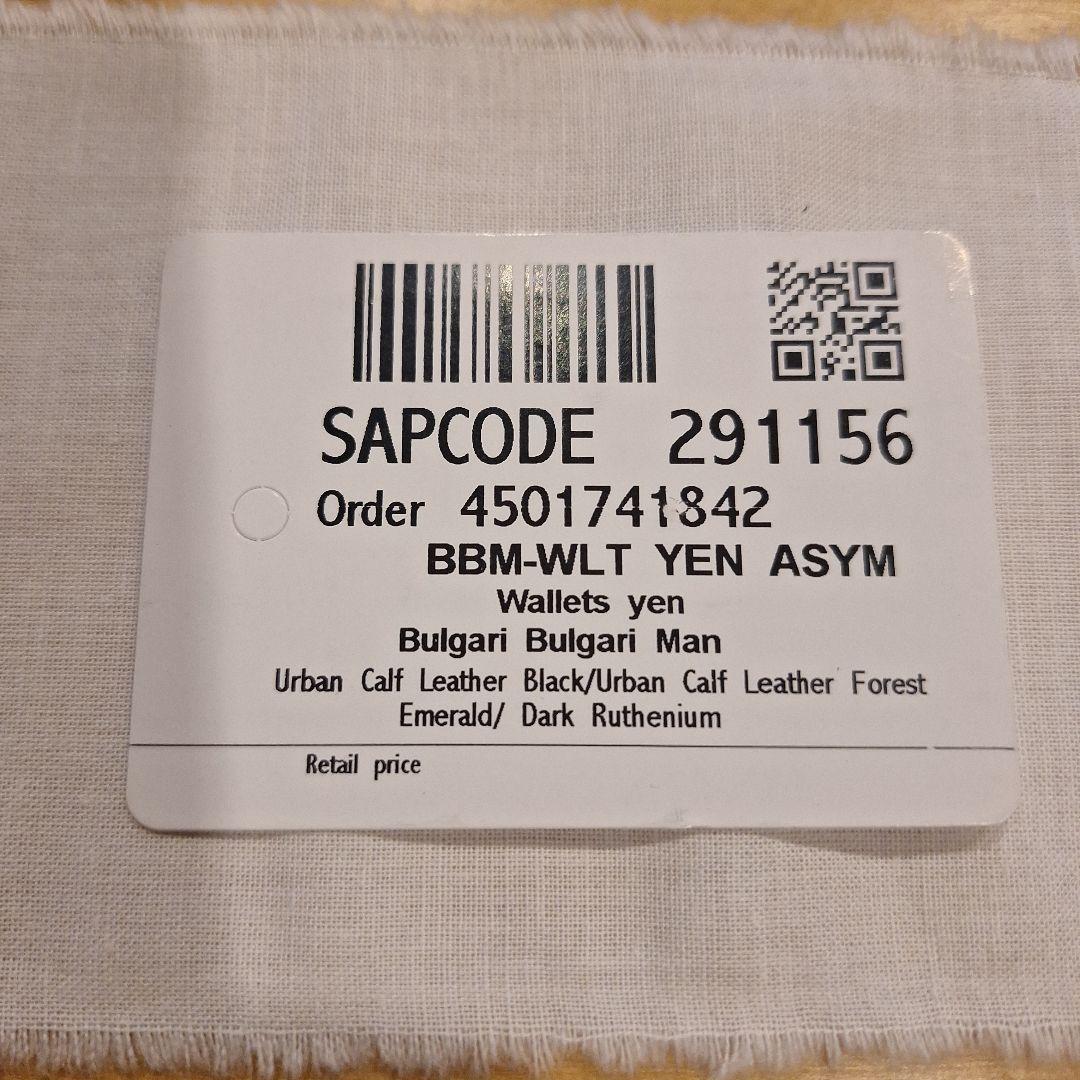 SAPCODE 291156
Order 4501741842
BBM-WLT YEN ASYM
Wallets yen
Bulgari Bulgari Man
Urban Calf Leather Black/Urban Calf Leather Forest
Emerald/ Dark Ruthenium
Retail price